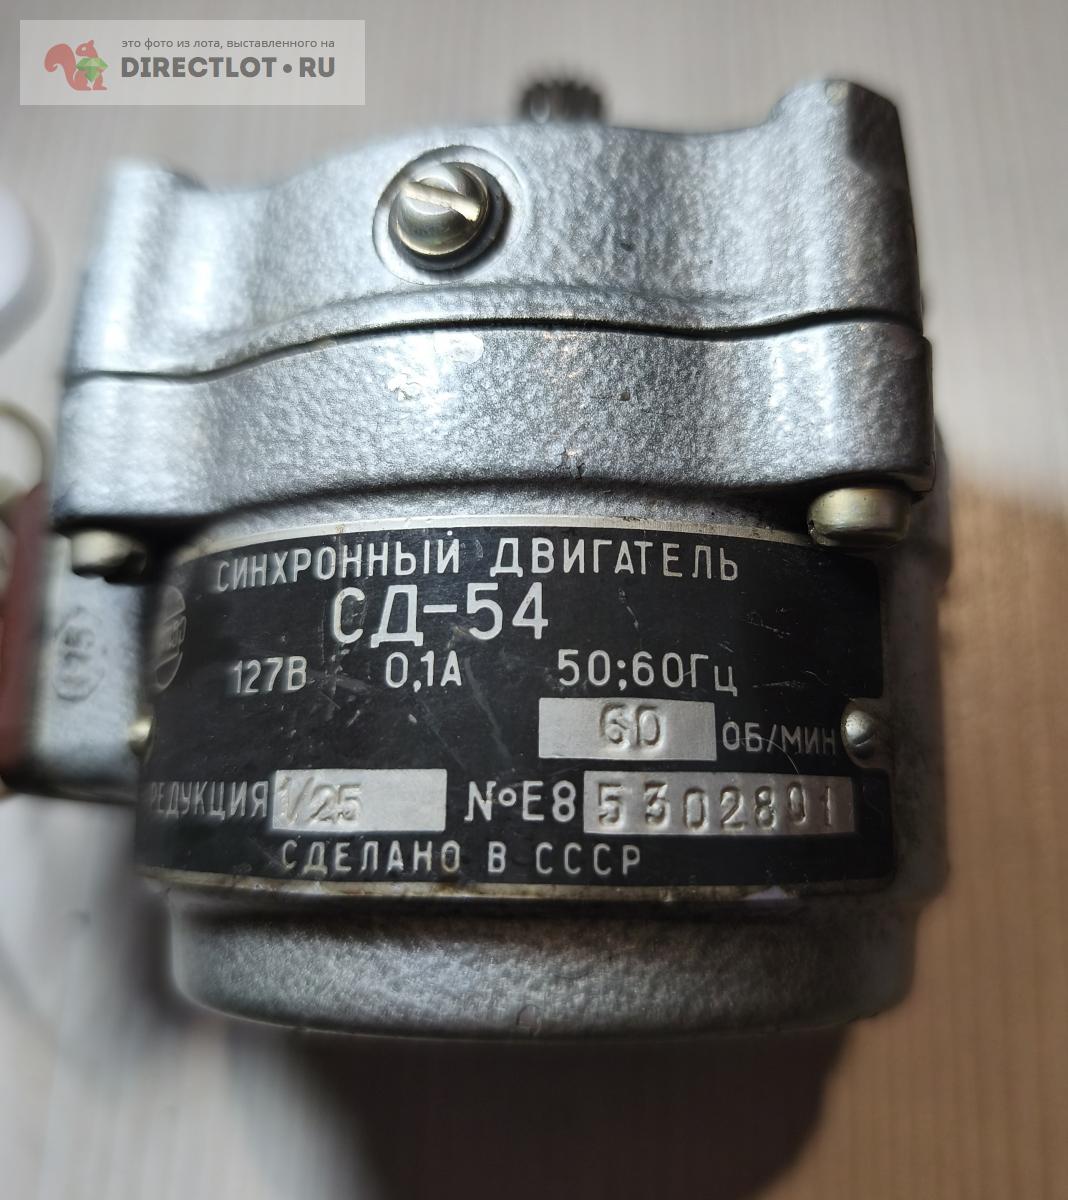 это фото из лота, выставленного на
DIRECTLOT•RU
СИНХРОННЫЙ ДВИГАТЕЛЬ
СД-54
127В 0,1А 50;60Гц
60 ОБ/МИН
РЕДУКЦИЯ 1/25 №Е8 5302801
СДЕЛАНО В СССР